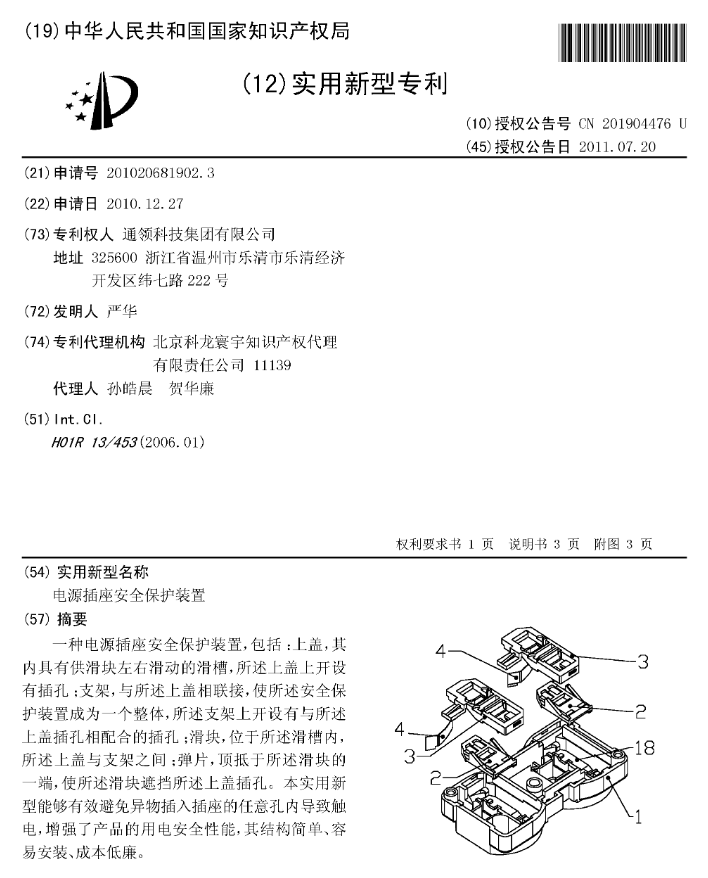 (19)中华人民共和国国家知识产权局
(12)实用新型专利
(10)授权公告号 CN 201904476 U
(45)授权公告日 2011.07.20
(21)申请号 201020681902.3
(22)申请日 2010.12.27
(73)专利权人 通领科技集团有限公司
地址 325600 浙江省温州市乐清市乐清经济
开发区纬七路222号
(72)发明人 严华
(74)专利代理机构 北京科龙寰宇知识产权代理
有限责任公司 11139
代理人 孙皓晨 贺华廉
(51)Int.Cl.
H01R 13/453(2006.01)
权利要求书 1 页 说明书 3 页 附图 3 页
(54)实用新型名称
电源插座安全保护装置
(57)摘要
一种电源插座安全保护装置,包括:上盖,其
内具有供滑块左右滑动的滑槽,所述上盖上开设
有插孔;支架,与所述上盖相联接,使所述安全保
护装置成为一个整体,所述支架上开设有与所述
上盖插孔相配合的插孔;滑块,位于所述滑槽内,
所述上盖与支架之间;弹片,顶抵于所述滑块的
一端,使所述滑块遮挡所述上盖插孔。本实用新
型能够有效避免异物插入插座的任意孔内导致触
电,增强了产品的用电安全性能,其结构简单、容
易安装、成本低廉。
4
3
2
4
3
18
2
1